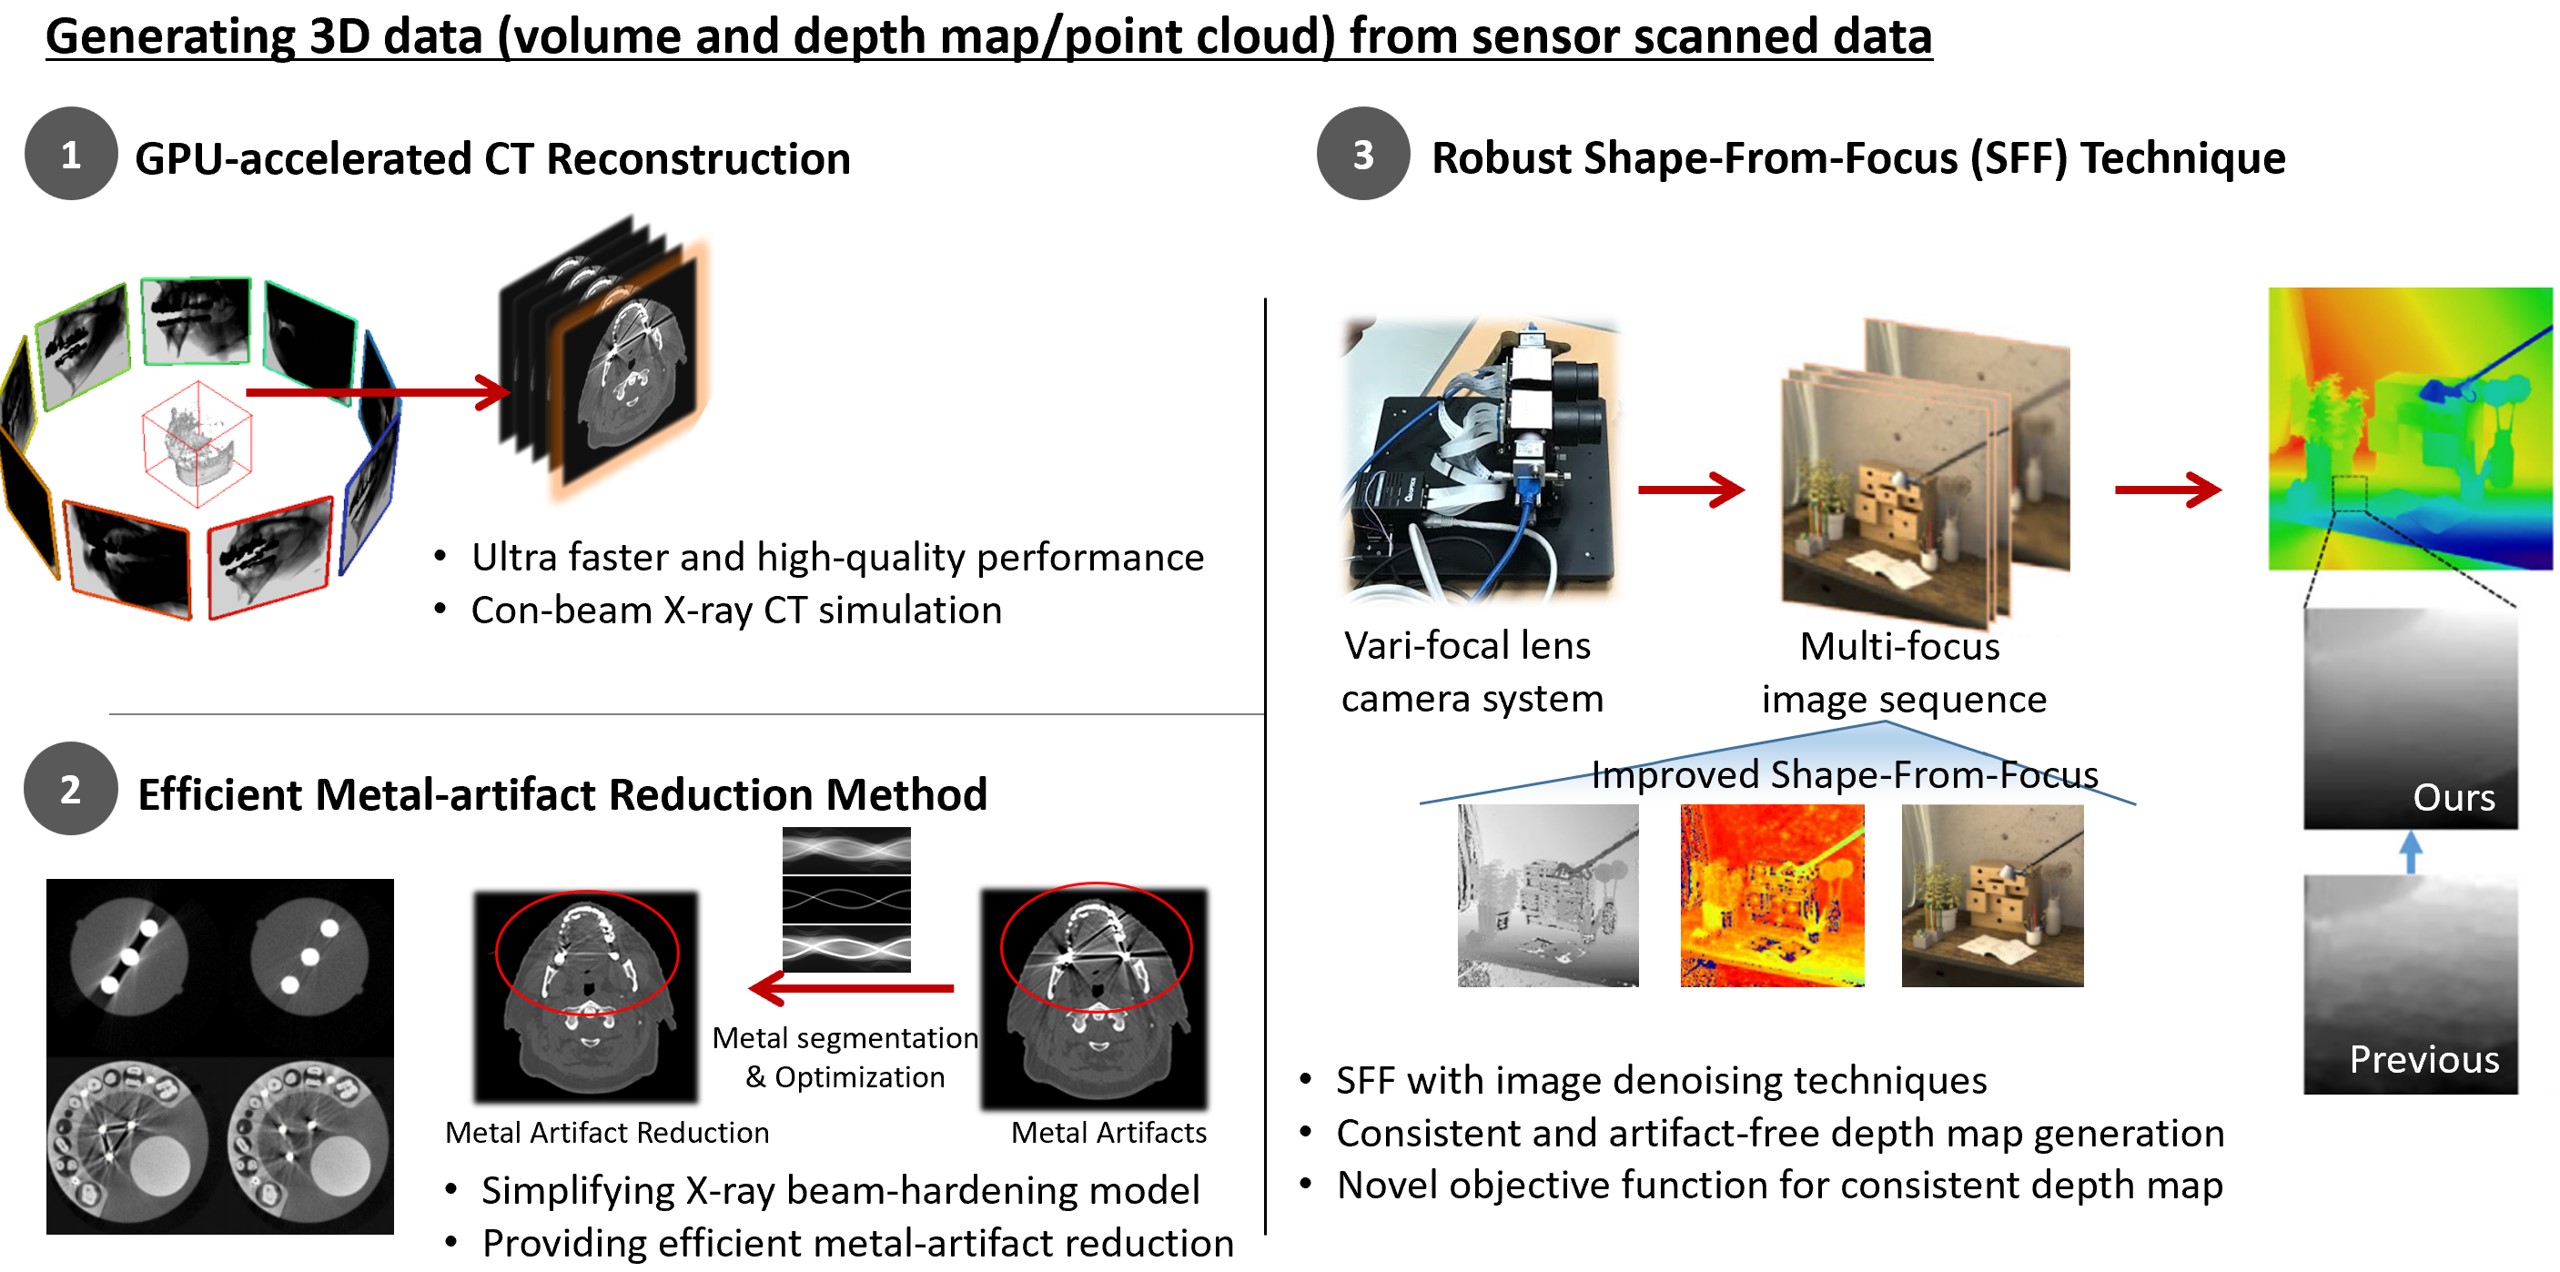 Generating 3D data (volume and depth map/point cloud) from sensor scanned data
1
GPU-accelerated CT Reconstruction
• Ultra faster and high-quality performance
• Con-beam X-ray CT simulation
2
Efficient Metal-artifact Reduction Method
Metal segmentation
& Optimization
Metal Artifact Reduction
Metal Artifacts
• Simplifying X-ray beam-hardening model
• Providing efficient metal-artifact reduction
3
Robust Shape-From-Focus (SFF) Technique
Vari-focal lens
camera system
Multi-focus
image sequence
Improved Shape-From-Focus
Ours
Previous
• SFF with image denoising techniques
• Consistent and artifact-free depth map generation
• Novel objective function for consistent depth map